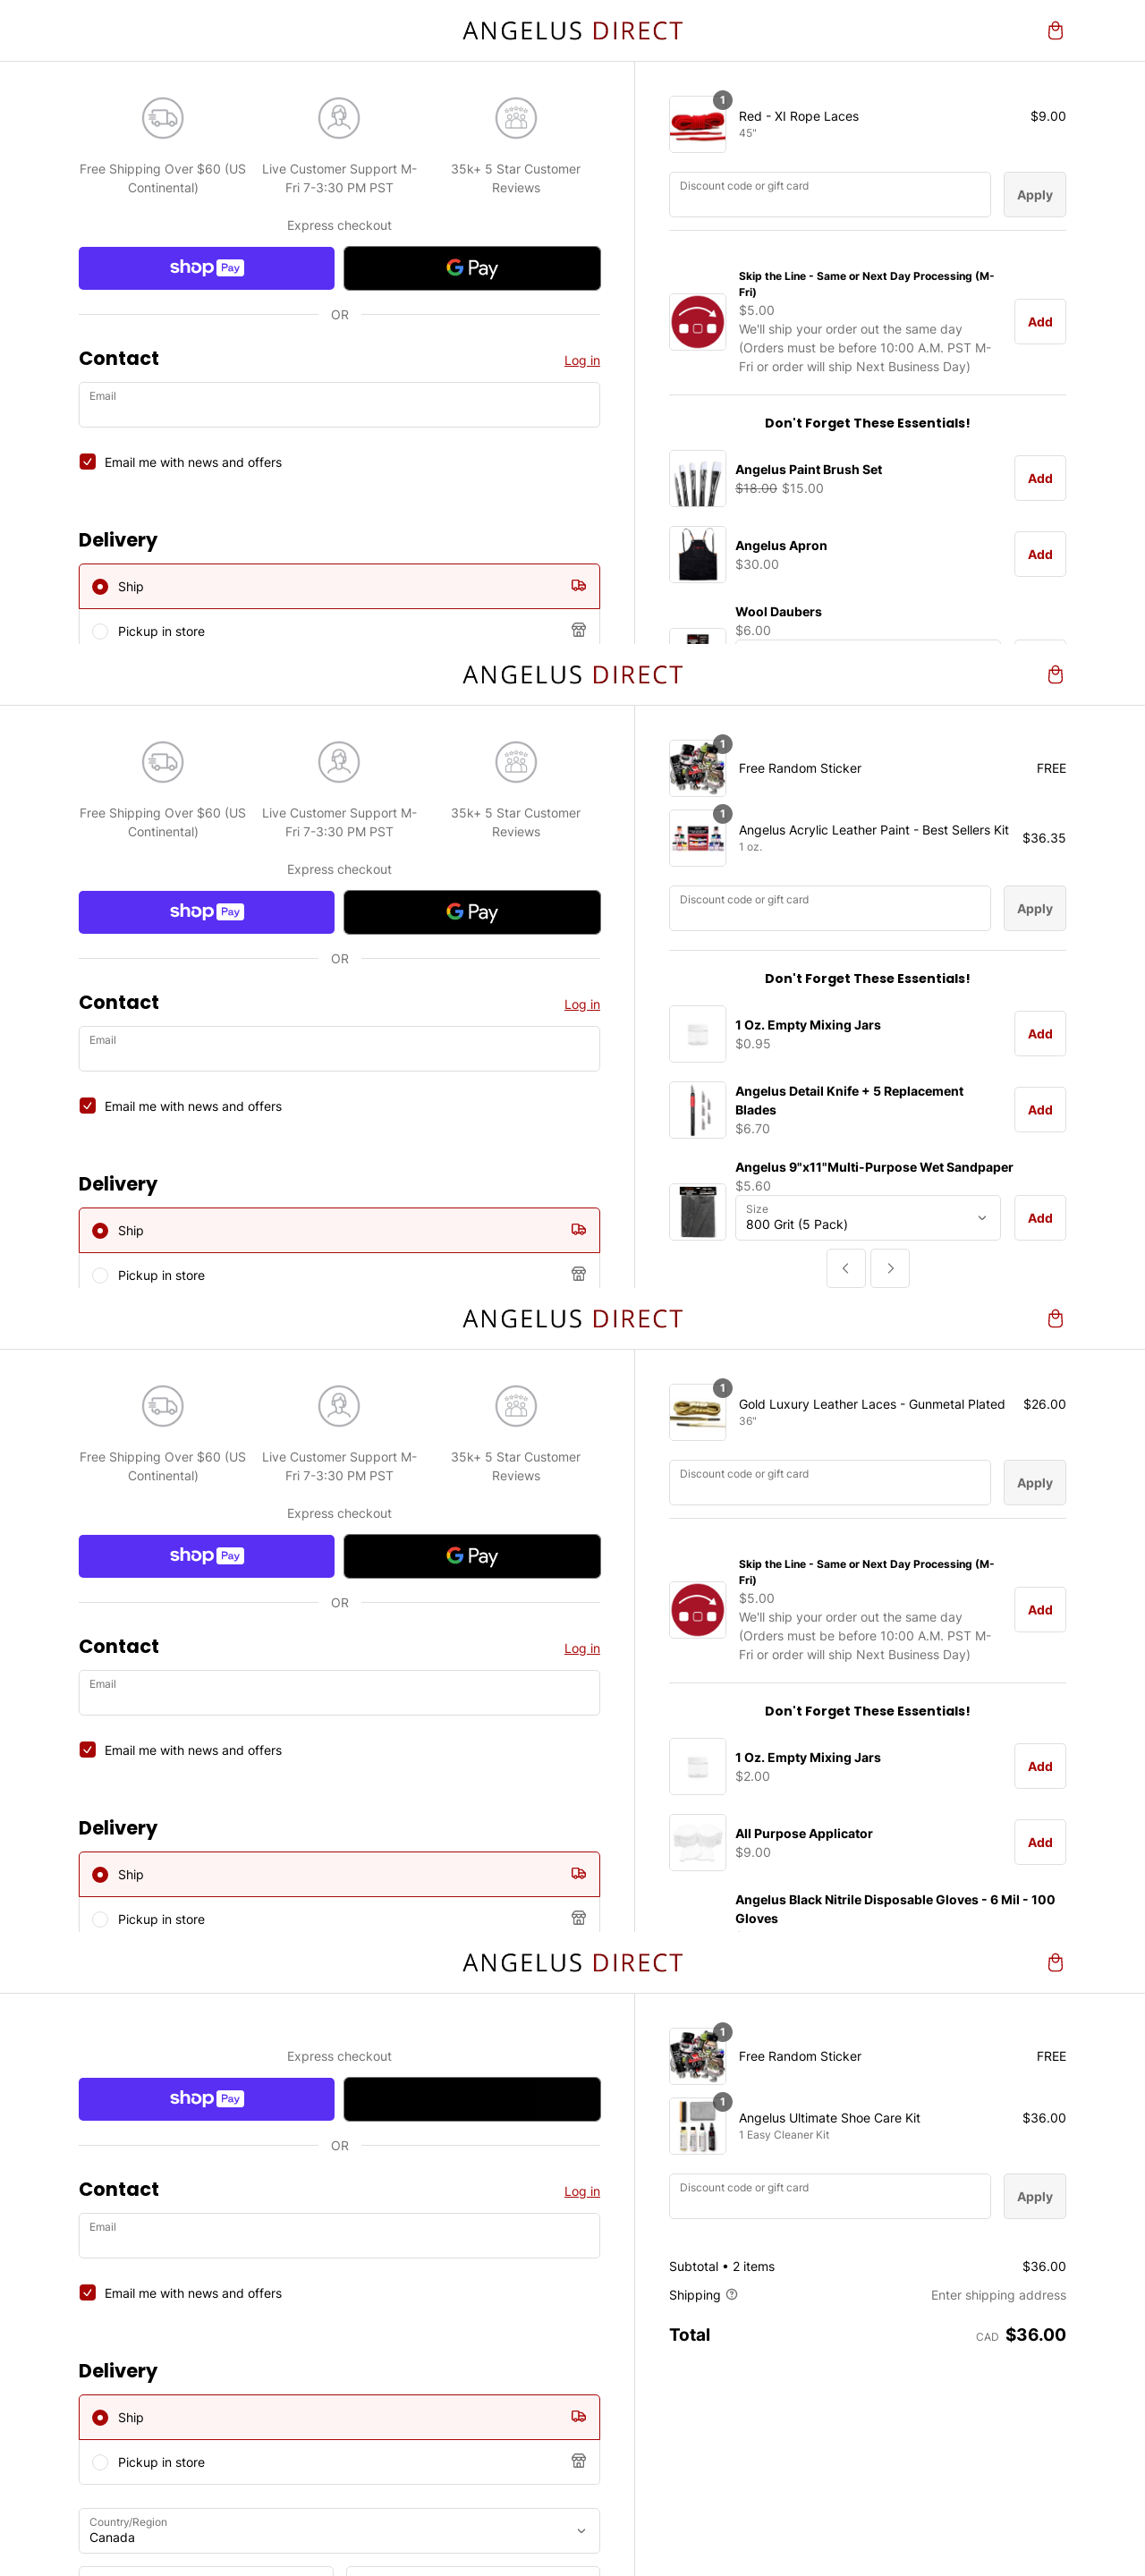 ANGELUS DIRECT
Free Shipping Over $60 (US
Continental)
Live Customer Support M-
Fri 7-3:30 PM PST
35k+ 5 Star Customer
Reviews
Express checkout
shop Pay
G Pay
OR
Contact
Log in
Email
Email me with news and offers
Delivery
Ship
Pickup in store
1
Red - XI Rope Laces
45"
$9.00
Discount code or gift card
Apply
Skip the Line - Same or Next Day Processing (M-
Fri)
$5.00
We'll ship your order out the same day
(Orders must be before 10:00 A.M. PST M-
Fri or order will ship Next Business Day)
Add
Don't Forget These Essentials!
Angelus Paint Brush Set
$18.00 $15.00
Add
Angelus Apron
$30.00
Add
Wool Daubers
$6.00
ANGELUS DIRECT
Free Shipping Over $60 (US
Continental)
Live Customer Support M-
Fri 7-3:30 PM PST
35k+ 5 Star Customer
Reviews
Express checkout
shop Pay
G Pay
OR
Contact
Log in
Email
Email me with news and offers
Delivery
Ship
Pickup in store
1
Free Random Sticker
FREE
1
Angelus Acrylic Leather Paint - Best Sellers Kit
1 oz.
$36.35
Discount code or gift card
Apply
Don't Forget These Essentials!
1 Oz. Empty Mixing Jars
$0.95
Add
Angelus Detail Knife + 5 Replacement
Blades
$6.70
Add
Angelus 9"x11"Multi-Purpose Wet Sandpaper
$5.60
Size
800 Grit (5 Pack)
Add
ANGELUS DIRECT
Free Shipping Over $60 (US
Continental)
Live Customer Support M-
Fri 7-3:30 PM PST
35k+ 5 Star Customer
Reviews
Express checkout
shop Pay
G Pay
OR
Contact
Log in
Email
Email me with news and offers
Delivery
Ship
Pickup in store
1
Gold Luxury Leather Laces - Gunmetal Plated
36"
$26.00
Discount code or gift card
Apply
Skip the Line - Same or Next Day Processing (M-
Fri)
$5.00
We'll ship your order out the same day
(Orders must be before 10:00 A.M. PST M-
Fri or order will ship Next Business Day)
Add
Don't Forget These Essentials!
1 Oz. Empty Mixing Jars
$2.00
Add
All Purpose Applicator
$9.00
Add
Angelus Black Nitrile Disposable Gloves - 6 Mil - 100
Gloves
ANGELUS DIRECT
Express checkout
shop Pay
OR
Contact
Log in
Email
Email me with news and offers
Delivery
Ship
Pickup in store
Country/Region
Canada
1
Free Random Sticker
FREE
1
Angelus Ultimate Shoe Care Kit
1 Easy Cleaner Kit
$36.00
Discount code or gift card
Apply
Subtotal • 2 items
$36.00
Shipping
Enter shipping address
Total
CAD $36.00